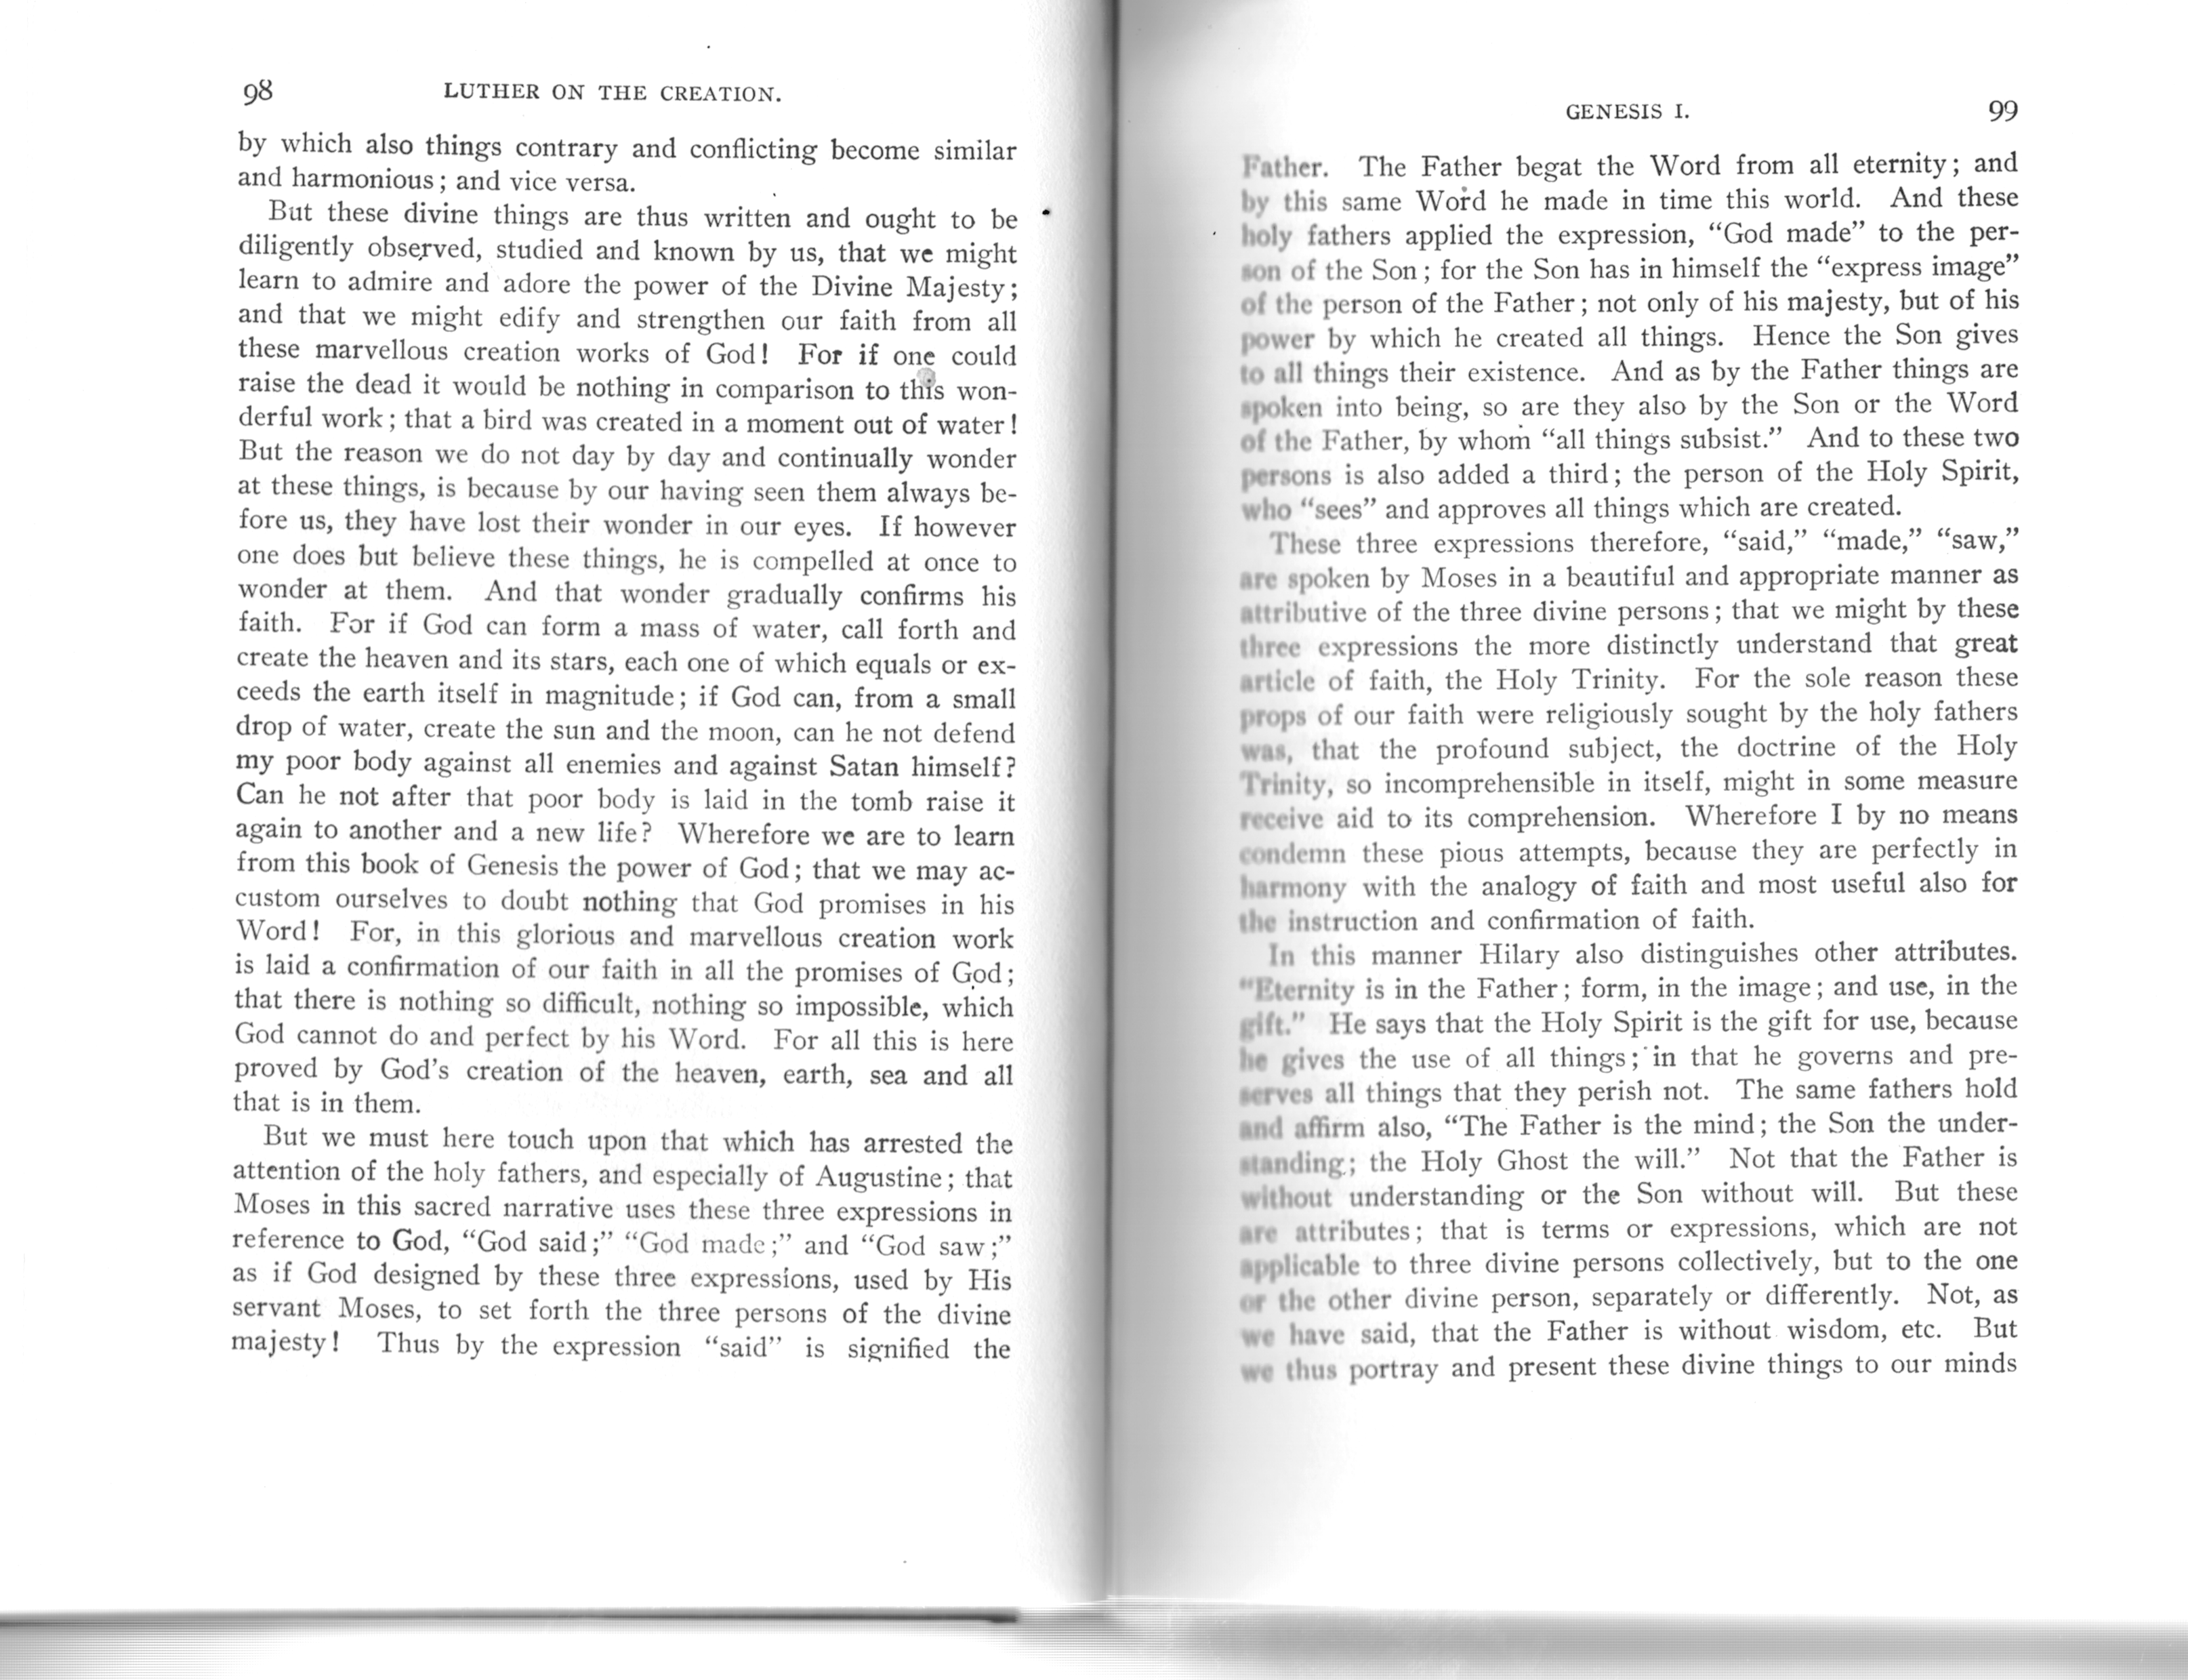 98
LUTHER ON THE CREATION.
by which also things contrary and conflicting become similar
and harmonious; and vice versa.
But these divine things are thus written and ought to be
diligently observed, studied and known by us, that we might
learn to admire and adore the power of the Divine Majesty;
and that we might edify and strengthen our faith from all
these marvellous creation works of God! For if one could
raise the dead it would be nothing in comparison to this won-
derful work; that a bird was created in a moment out of water!
But the reason we do not day by day and continually wonder
at these things, is because by our having seen them always be-
fore us, they have lost their wonder in our eyes. If however
one does but believe these things, he is compelled at once to
wonder at them. And that wonder gradually confirms his
faith. For if God can form a mass of water, call forth and
create the heaven and its stars, each one of which equals or ex-
ceeds the earth itself in magnitude; if God can, from a small
drop of water, create the sun and the moon, can he not defend
my poor body against all enemies and against Satan himself?
Can he not after that poor body is laid in the tomb raise it
again to another and a new life? Wherefore we are to learn
from this book of Genesis the power of God; that we may ac-
custom ourselves to doubt nothing that God promises in his
Word! For, in this glorious and marvellous creation work
is laid a confirmation of our faith in all the promises of God;
that there is nothing so difficult, nothing so impossible, which
God cannot do and perfect by his Word. For all this is here
proved by God's creation of the heaven, earth, sea and all
that is in them.
But we must here touch upon that which has arrested the
attention of the holy fathers, and especially of Augustine; that
Moses in this sacred narrative uses these three expressions in
reference to God, “God said;” “God made;” and “God saw;”
as if God designed by these three expressions, used by His
servant Moses, to set forth the three persons of the divine
majesty! Thus by the expression “said” is signified the
GENESIS I.
99
Father. The Father begat the Word from all eternity; and
by this same Word he made in time this world. And these
holy fathers applied the expression, “God made” to the per-
son of the Son; for the Son has in himself the “express image”
of the person of the Father; not only of his majesty, but of his
power by which he created all things. Hence the Son gives
to all things their existence. And as by the Father things are
spoken into being, so are they also by the Son or the Word
of the Father, by whom “all things subsist.” And to these two
persons is also added a third; the person of the Holy Spirit,
who “sees” and approves all things which are created.
These three expressions therefore, “said,” “made,” “saw,”
are spoken by Moses in a beautiful and appropriate manner as
attributive of the three divine persons; that we might by these
three expressions the more distinctly understand that great
article of faith, the Holy Trinity. For the sole reason these
props of our faith were religiously sought by the holy fathers
was, that the profound subject, the doctrine of the Holy
Trinity, so incomprehensible in itself, might in some measure
receive aid to its comprehension. Wherefore I by no means
condemn these pious attempts, because they are perfectly in
harmony with the analogy of faith and most useful also for
the instruction and confirmation of faith.
In this manner Hilary also distinguishes other attributes.
“Eternity is in the Father; form, in the image; and use, in the
gift.” He says that the Holy Spirit is the gift for use, because
he gives the use of all things; in that he governs and pre-
serves all things that they perish not. The same fathers hold
and affirm also, “The Father is the mind; the Son the under-
standing; the Holy Ghost the will.” Not that the Father is
without understanding or the Son without will. But these
are attributes; that is terms or expressions, which are not
applicable to three divine persons collectively, but to the one
or the other divine person, separately or differently. Not, as
we have said, that the Father is without wisdom, etc. But
we thus portray and present these divine things to our minds